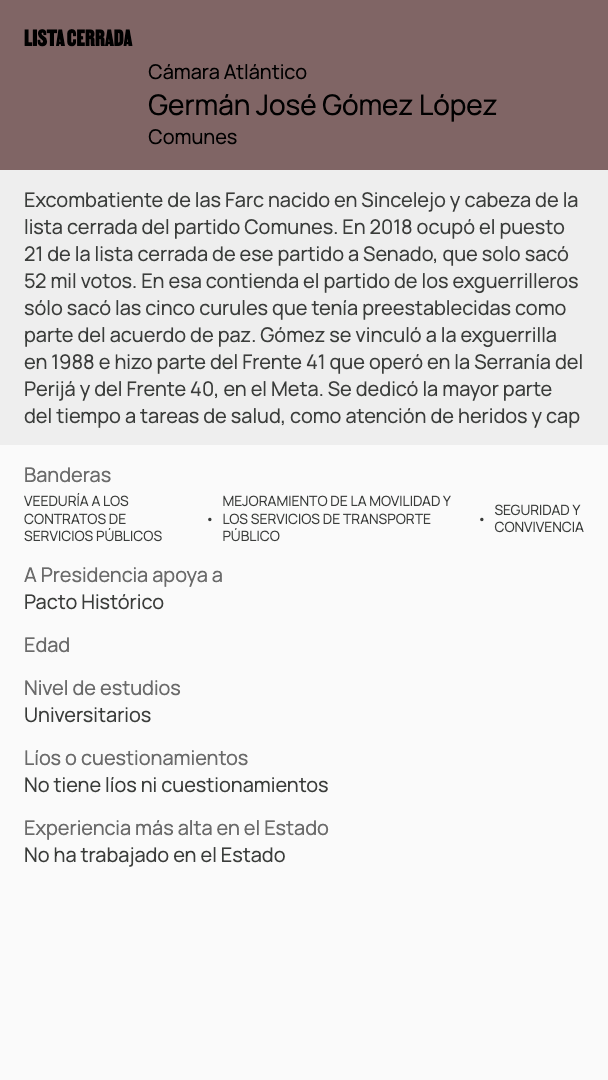 LISTA CERRADA
Cámara Atlántico
Germán José Gómez López
Comunes
Excombatiente de las Farc nacido en Sincelejo y cabeza de la
lista cerrada del partido Comunes. En 2018 ocupó el puesto
21 de la lista cerrada de ese partido a Senado, que solo sacó
52 mil votos. En esa contienda el partido de los exguerrilleros
sólo sacó las cinco curules que tenía preestablecidas como
parte del acuerdo de paz. Gómez se vinculó a la exguerrilla
en 1988 e hizo parte del Frente 41 que operó en la Serranía del
Perijá y del Frente 40, en el Meta. Se dedicó la mayor parte
del tiempo a tareas de salud, como atención de heridos y cap
Banderas
VEEDURÍA A LOS
CONTRATOS DE
SERVICIOS PÚBLICOS
• MEJORAMIENTO DE LA MOVILIDAD Y
LOS SERVICIOS DE TRANSPORTE
PÚBLICO
• SEGURIDAD Y
CONVIVENCIA
A Presidencia apoya a
Pacto Histórico
Edad
Nivel de estudios
Universitarios
Líos o cuestionamientos
No tiene líos ni cuestionamientos
Experiencia más alta en el Estado
No ha trabajado en el Estado